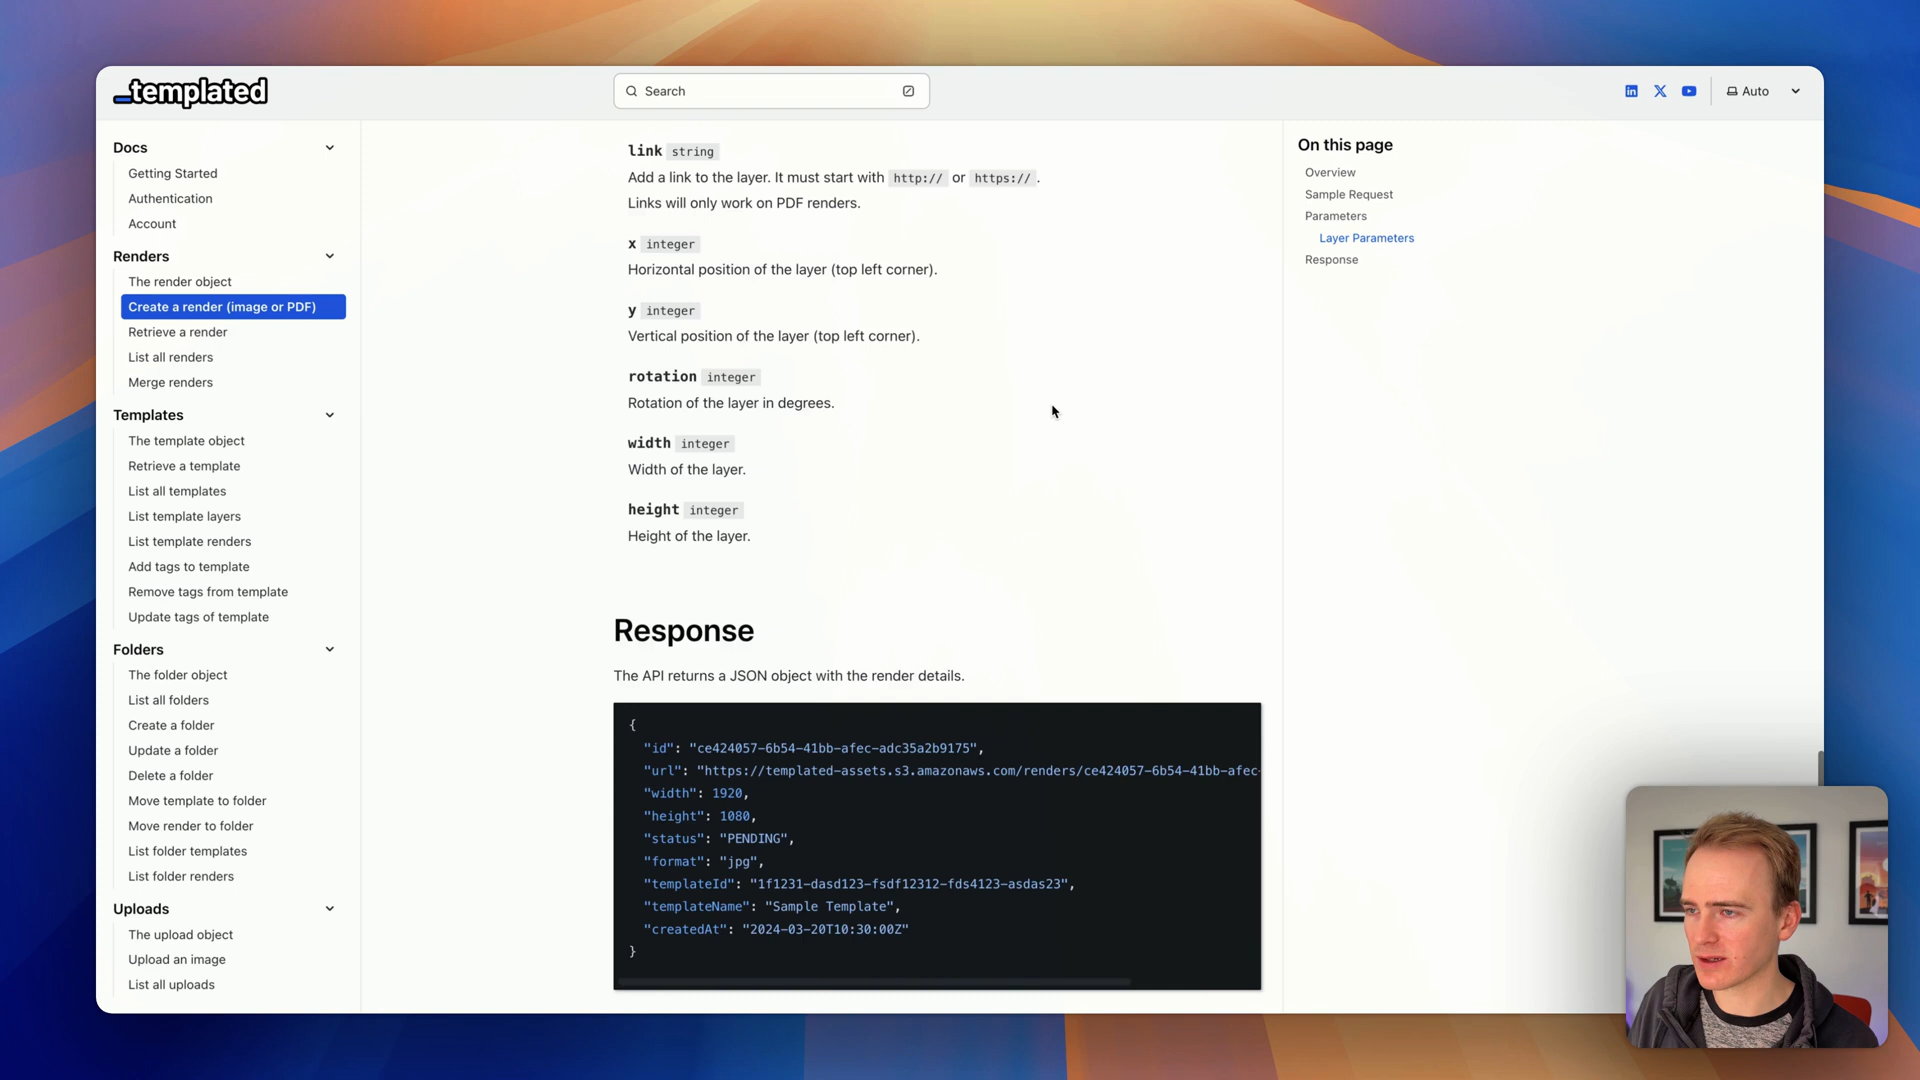 _templated
Search
Auto
Docs
Getting Started
Authentication
Account
Renders
The render object
Create a render (image or PDF)
Retrieve a render
List all renders
Merge renders
Templates
The template object
Retrieve a template
List all templates
List template layers
List template renders
Add tags to template
Remove tags from template
Update tags of template
Folders
The folder object
List all folders
Create a folder
Update a folder
Delete a folder
Move template to folder
Move render to folder
List folder templates
List folder renders
Uploads
The upload object
Upload an image
List all uploads
link string
Add a link to the layer. It must start with http:// or https:// .
Links will only work on PDF renders.
x integer
Horizontal position of the layer (top left corner).
y integer
Vertical position of the layer (top left corner).
rotation integer
Rotation of the layer in degrees.
width integer
Width of the layer.
height integer
Height of the layer.
Response
The API returns a JSON object with the render details.
{
"id": "ce424057-6b54-41bb-afec-adc35a2b9175",
"url": "https://templated-assets.s3.amazonaws.com/renders/ce424057-6b54-41bb-afec-
"width": 1920,
"height": 1080,
"status": "PENDING",
"format": "jpg",
"templateId": "1f1231-dasd123-fsdf12312-fds4123-asdas23",
"templateName": "Sample Template",
"createdAt": "2024-03-20T10:30:00Z"
}
On this page
Overview
Sample Request
Parameters
Layer Parameters
Response